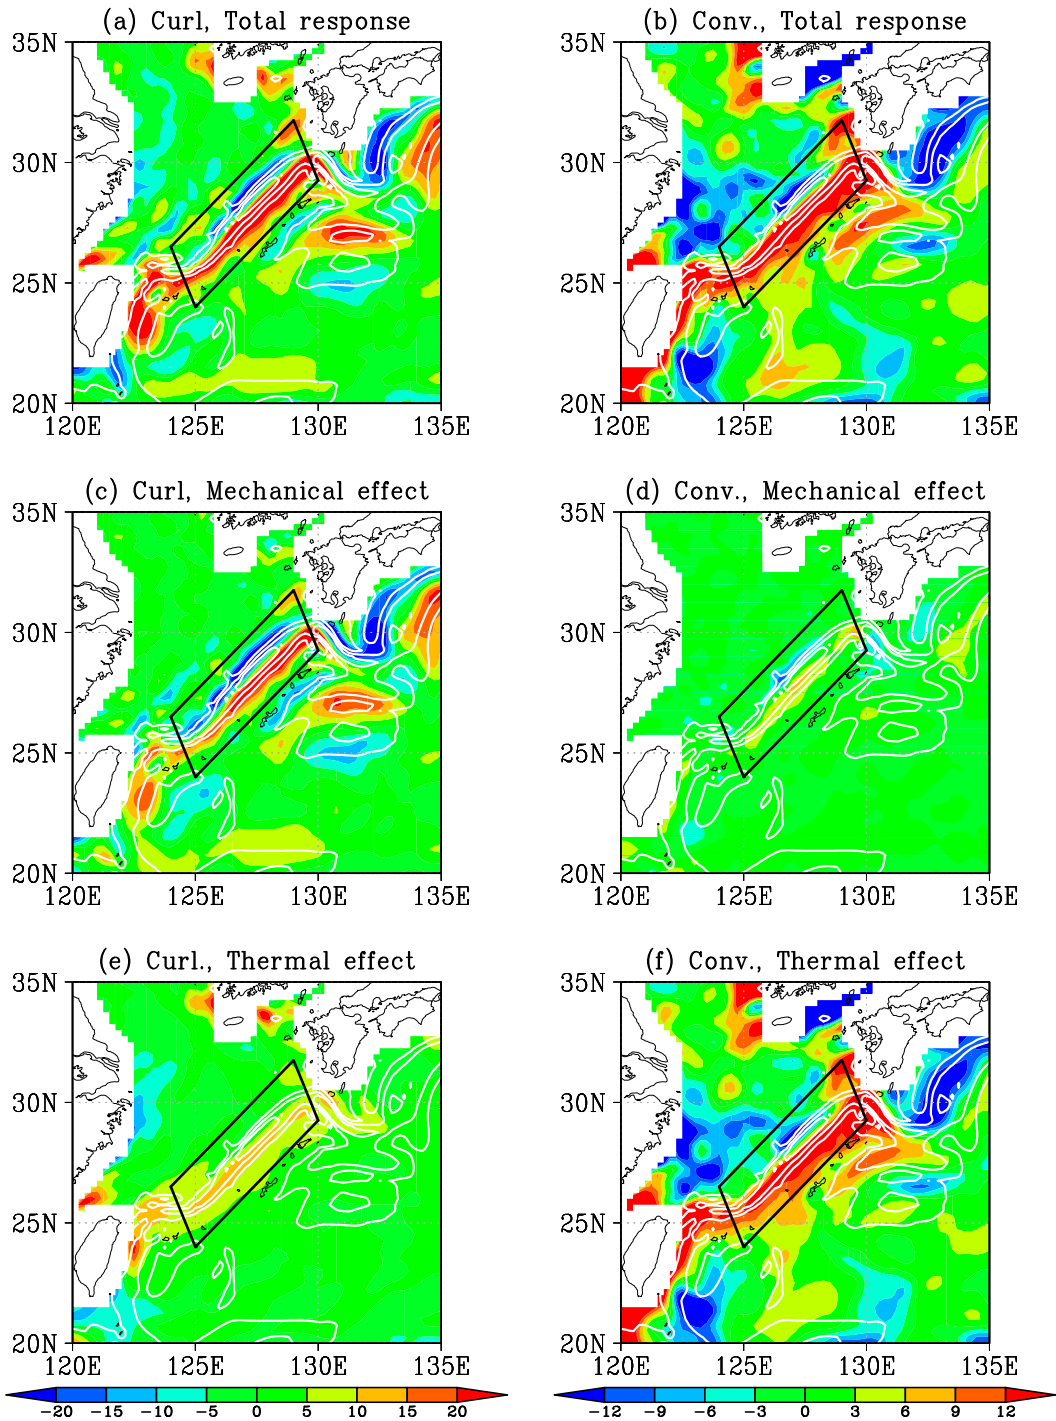 (a) Curl, Total response
(b) Conv., Total response
35N
30N
25N
20N
120E 125E 130E 135E
35N
30N
25N
20N
120E 125E 130E 135E
(c) Curl, Mechanical effect
(d) Conv., Mechanical effect
35N
30N
25N
20N
120E 125E 130E 135E
35N
30N
25N
20N
120E 125E 130E 135E
(e) Curl., Thermal effect
(f) Conv., Thermal effect
35N
30N
25N
20N
120E 125E 130E 135E
35N
30N
25N
20N
120E 125E 130E 135E
-20 -15 -10 -5 0 5 10 15 20
-12 -9 -6 -3 0 3 6 9 12